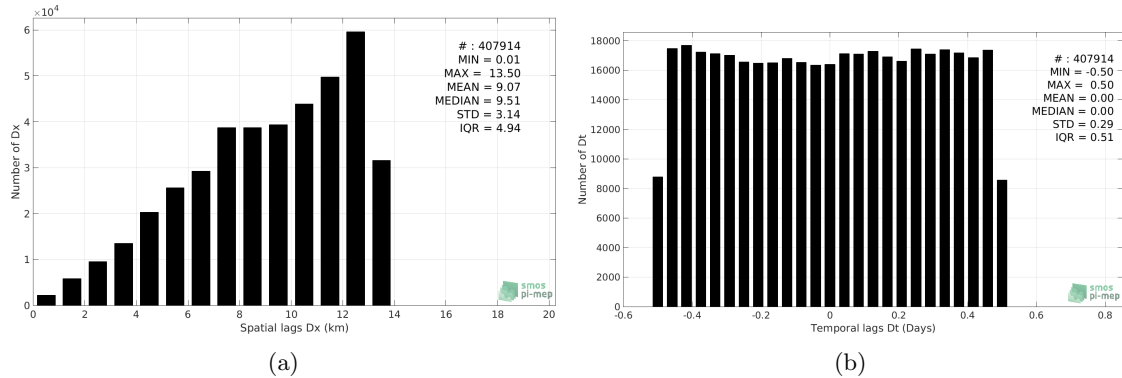 ×10⁴
6
5
4
3
2
1
0
Number of Dx
# : 407914
MIN = 0.01
MAX = 13.50
MEAN = 9.07
MEDIAN = 9.51
STD = 3.14
IQR = 4.94
smos
pi-mep
0 2 4 6 8 10 12 14 16 18 20
Spatial lags Dx (km)
(a)
18000
16000
14000
12000
10000
8000
6000
4000
2000
0
Number of Dt
# : 407914
MIN = -0.50
MAX = 0.50
MEAN = 0.00
MEDIAN = 0.00
STD = 0.29
IQR = 0.51
smos
pi-mep
-0.6 -0.4 -0.2 0 0.2 0.4 0.6 0.8
Temporal lags Dt (Days)
(b)